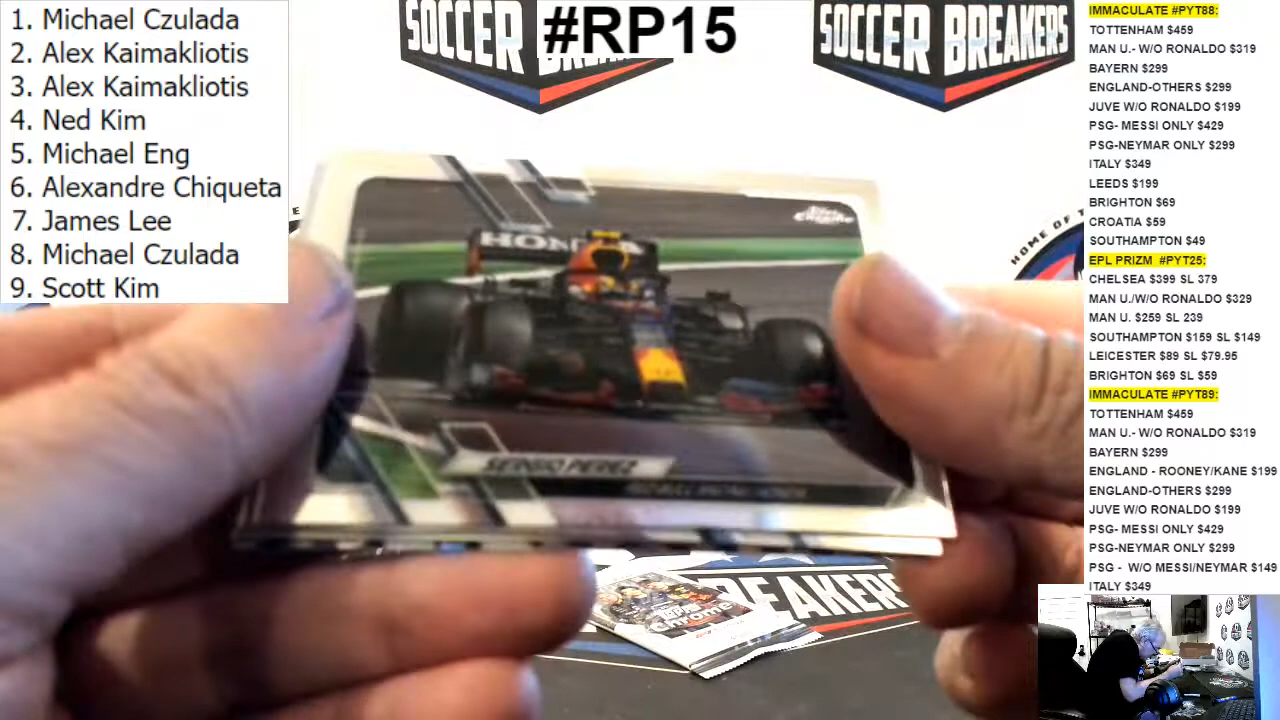 1. Michael Czulada
2. Alex Kaimakliotis
3. Alex Kaimakliotis
4. Ned Kim
5. Michael Eng
6. Alexandre Chiqueta
7. James Lee
8. Michael Czulada
9. Scott Kim
#RP15
SOCCER BREAKERS
SOCCER BREAKERS
HOME OF T
HONDA
SERGIO PEREZ
BREAKERS
IMMACULATE #PYT88:
TOTTENHAM $459
MAN U.- W/O RONALDO $319
BAYERN $299
ENGLAND-OTHERS $299
JUVE W/O RONALDO $199
PSG- MESSI ONLY $429
PSG-NEYMAR ONLY $299
ITALY $349
LEEDS $199
BRIGHTON $69
CROATIA $59
SOUTHAMPTON $49
EPL PRIZM #PYT25:
CHELSEA $399 SL 379
MAN U./W/O RONALDO $329
MAN U. $259 SL 239
SOUTHAMPTON $159 SL $149
LEICESTER $89 SL $79.95
BRIGHTON $69 SL $59
IMMACULATE #PYT89:
TOTTENHAM $459
MAN U.- W/O RONALDO $319
BAYERN $299
ENGLAND - ROONEY/KANE $199
ENGLAND-OTHERS $299
JUVE W/O RONALDO $199
PSG- MESSI ONLY $429
PSG-NEYMAR ONLY $299
PSG - W/O MESSI/NEYMAR $149
ITALY $349